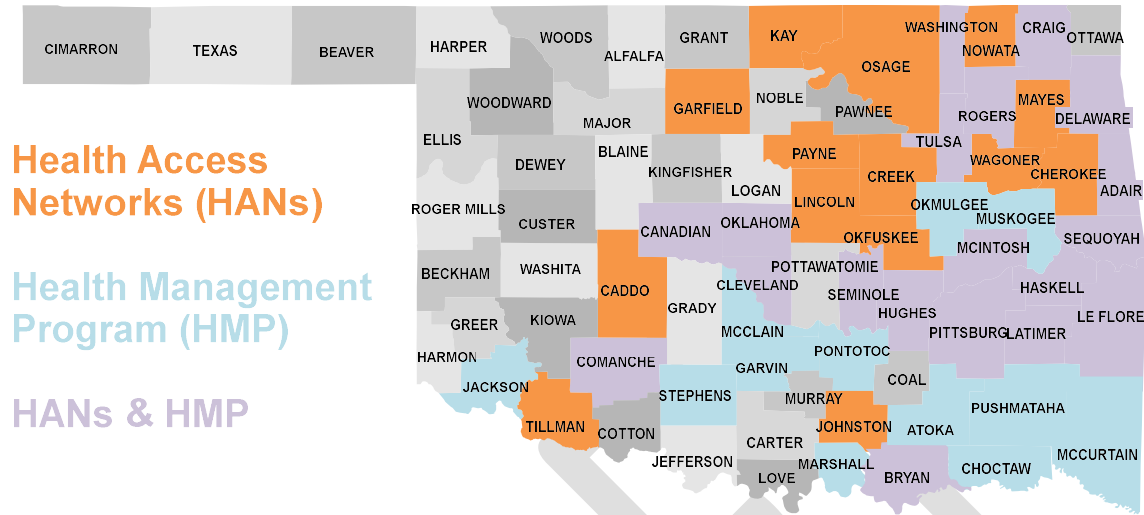 CIMARRON TEXAS BEAVER HARPER WOODS ALFALFA GRANT KAY OSAGE WASHINGTON NOWATA CRAIG OTTAWA
WOODWARD MAJOR GARFIELD NOBLE PAWNEE ROGERS MAYES DELAWARE
ELLIS DEWEY BLAINE KINGFISHER LOGAN PAYNE CREEK TULSA WAGONER CHEROKEE ADAIR
Health Access
Networks (HANs)
ROGER MILLS CUSTER CANADIAN OKLAHOMA LINCOLN OKFUSKEE OKMULGEE MUSKOGEE MCINTOSH SEQUOYAH
BECKHAM WASHITA CADDO GRADY CLEVELAND POTTAWATOMIE SEMINOLE HUGHES HASKELL
Health Management
Program (HMP)
GREER KIOWA MCCLAIN PITTSBURG LATIMER LE FLORE
HARMON JACKSON COMANCHE STEPHENS GARVIN PONTOTOC COAL
HANs & HMP
TILLMAN COTTON MURRAY JOHNSTON ATOKA PUSHMATAHA
JEFFERSON CARTER LOVE MARSHALL BRYAN CHOCTAW MCCURTAIN